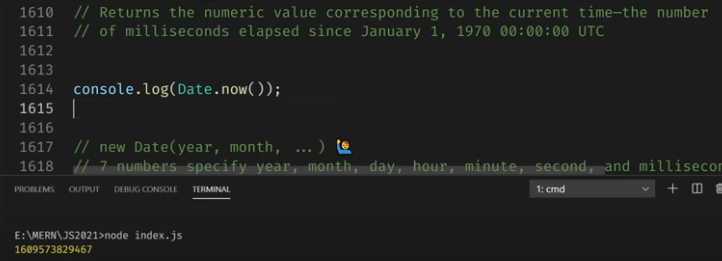 1610 // Returns the numeric value corresponding to the current time—the number
1611 // of milliseconds elapsed since January 1, 1970 00:00:00 UTC
1612
1613
1614 console.log(Date.now());
1615
1616
1617 // new Date(year, month, ...) 🙋
1618 // 7 numbers specify year, month, day, hour, minute, second, and millisecon
PROBLEMS OUTPUT DEBUG CONSOLE TERMINAL 1: cmd
E:\MERN\JS2021>node index.js
1609573829467